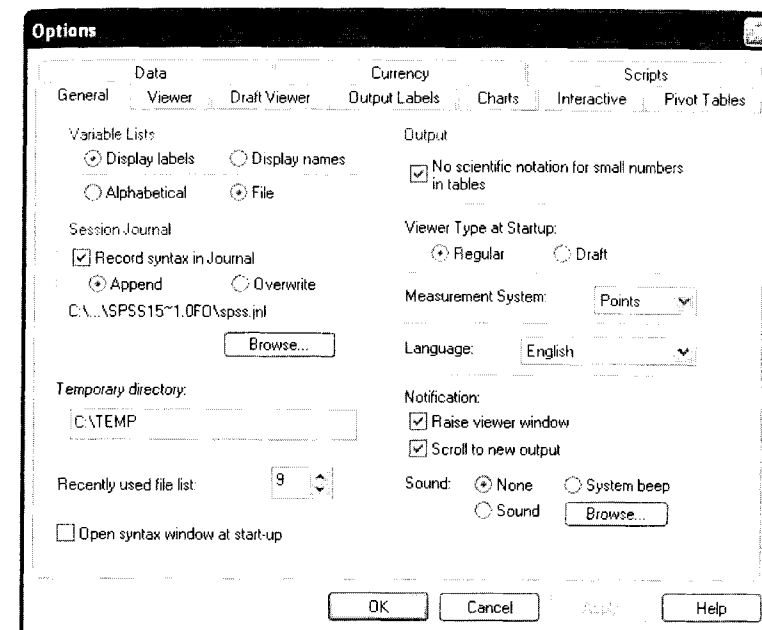 Options
Data Currency Scripts
General Viewer Draft Viewer Output Labels Charts Interactive Pivot Tables
Variable Lists
Display labels Display names
Alphabetical File
Session Journal
Record syntax in Journal
Append Overwrite
C:\...\SPSS15~1.0FO\spss.jnl
Browse...
Temporary directory:
C:\TEMP
Recently used file list: 9
Open syntax window at start-up
Output
No scientific notation for small numbers
in tables
Viewer Type at Startup:
Regular Draft
Measurement System: Points
Language: English
Notification:
Raise viewer window
Scroll to new output
Sound: None System beep
Sound Browse...
OK Cancel Apply Help